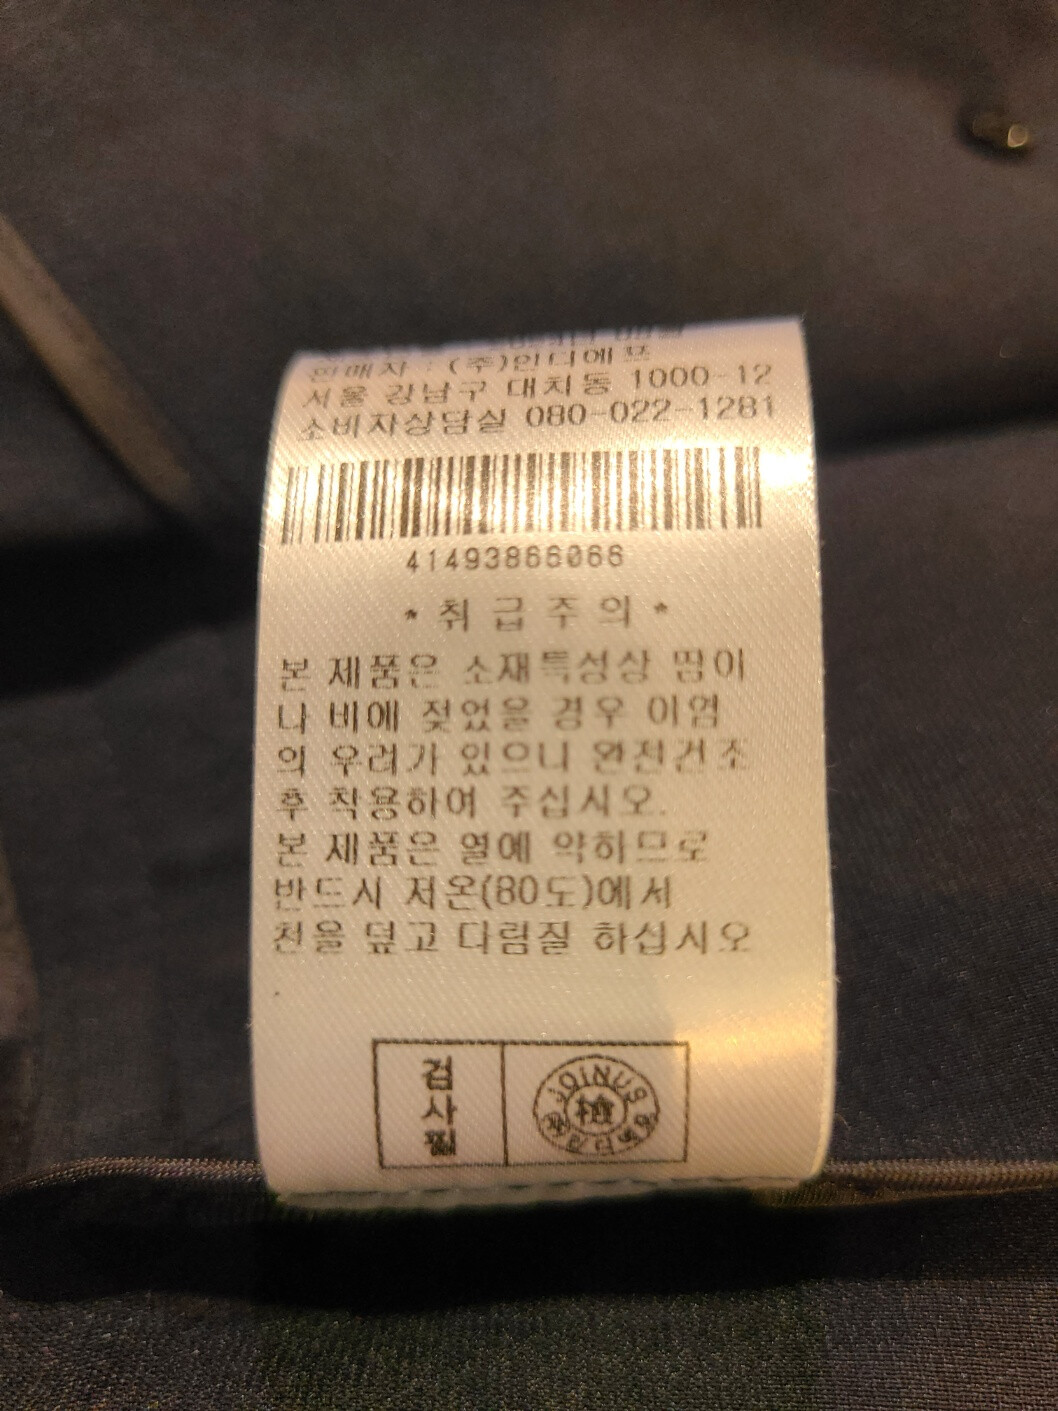 판매자 : (주)인디에프
서울 강남구 대치동 1000-12
소비자상담실 080-022-1281
41493866066
* 취 급 주 의 *
본 제품은 소재특성상 땀이
나 비에 젖었을 경우 이염
의 우려가 있으니 완전건조
후 착용하여 주십시오.
본 제품은 열에 약하므로
반드시 저온(80도)에서
천을 덮고 다림질 하십시오
검
사
필
JOINUS
檢